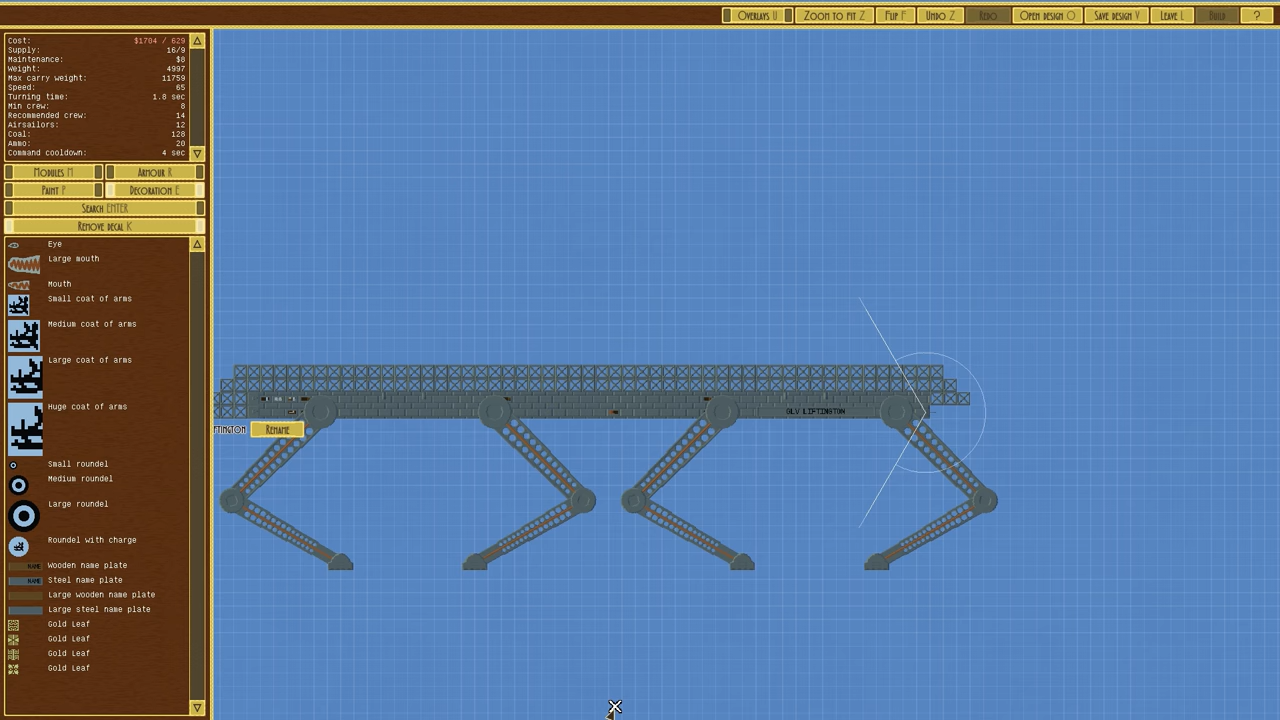 OVERLAYS U
ZOOM TO FIT Z
FLIP F
UNDO Z
REDO
OPEN DESIGN O
SAVE DESIGN V
LEAVE L
BUILD
?
Cost: $1704 / 629
Supply: 16/9
Maintenance: $8
Weight: 4997
Max carry weight: 11759
Speed: 65
Turning time: 1.8 sec
Min crew: 8
Recommended crew: 14
Airsailors: 12
Coal: 128
Ammo: 20
Command cooldown: 4 sec
MODULES M
ARMOUR R
PAINT P
DECORATION E
SEARCH ENTER
REMOVE DECAL K
Eye
Large mouth
Mouth
Small coat of arms
Medium coat of arms
Large coat of arms
Huge coat of arms
Small roundel
Medium roundel
Large roundel
Roundel with charge
NAME Wooden name plate
NAME Steel name plate
Large wooden name plate
Large steel name plate
Gold Leaf
Gold Leaf
Gold Leaf
Gold Leaf
GLV LIFTINGTON
FTINGTON
RENAME